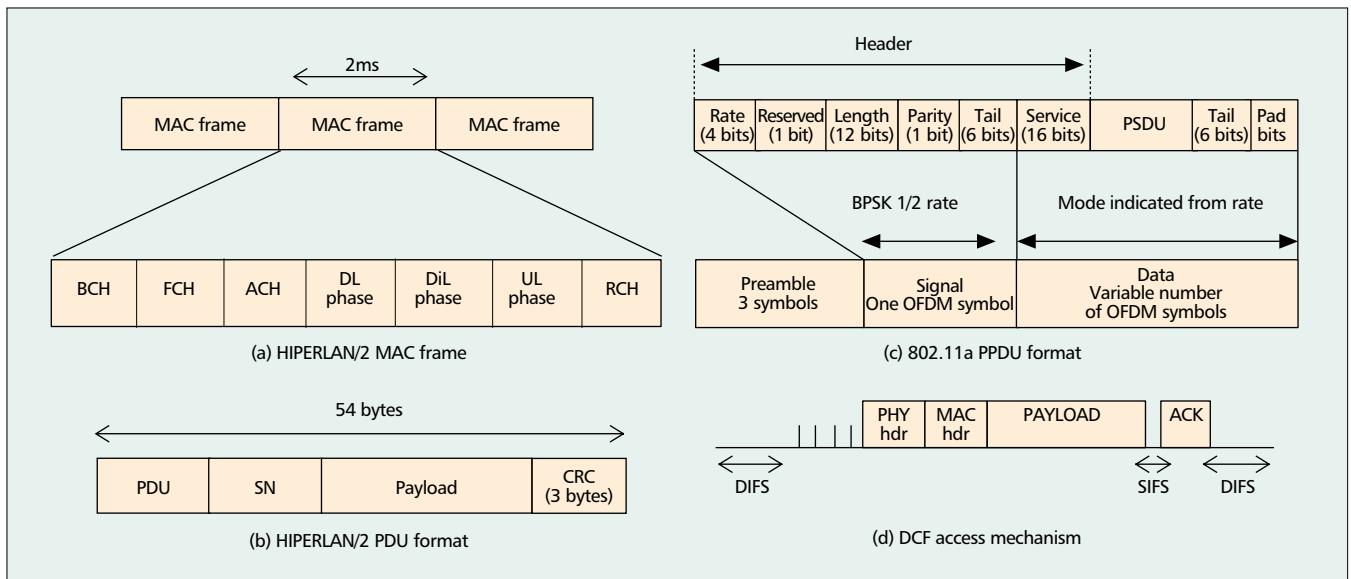 2ms
MAC frame
MAC frame
MAC frame
BCH
FCH
ACH
DL
phase
DiL
phase
UL
phase
RCH
(a) HIPERLAN/2 MAC frame
54 bytes
PDU
SN
Payload
CRC
(3 bytes)
(b) HIPERLAN/2 PDU format
Header
Rate
(4 bits)
Reserved
(1 bit)
Length
(12 bits)
Parity
(1 bit)
Tail
(6 bits)
Service
(16 bits)
PSDU
Tail
(6 bits)
Pad
bits
BPSK 1/2 rate
Mode indicated from rate
Preamble
3 symbols
Signal
One OFDM symbol
Data
Variable number
of OFDM symbols
(c) 802.11a PPDU format
PHY
hdr
MAC
hdr
PAYLOAD
ACK
DIFS
SIFS
DIFS
(d) DCF access mechanism